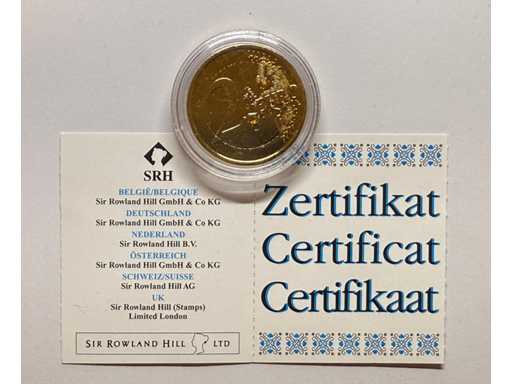 2
SRH
BELGIË/BELGIQUE
Sir Rowland Hill GmbH & Co KG
DEUTSCHLAND
Sir Rowland Hill GmbH & Co KG
NEDERLAND
Sir Rowland Hill B.V.
ÖSTERREICH
Sir Rowland Hill GmbH & Co KG
SCHWEIZ/SUISSE
Sir Rowland Hill AG
UK
Sir Rowland Hill (Stamps)
Limited London
SIR ROWLAND HILL LTD
Zertifikat
Certificat
Certifikaat